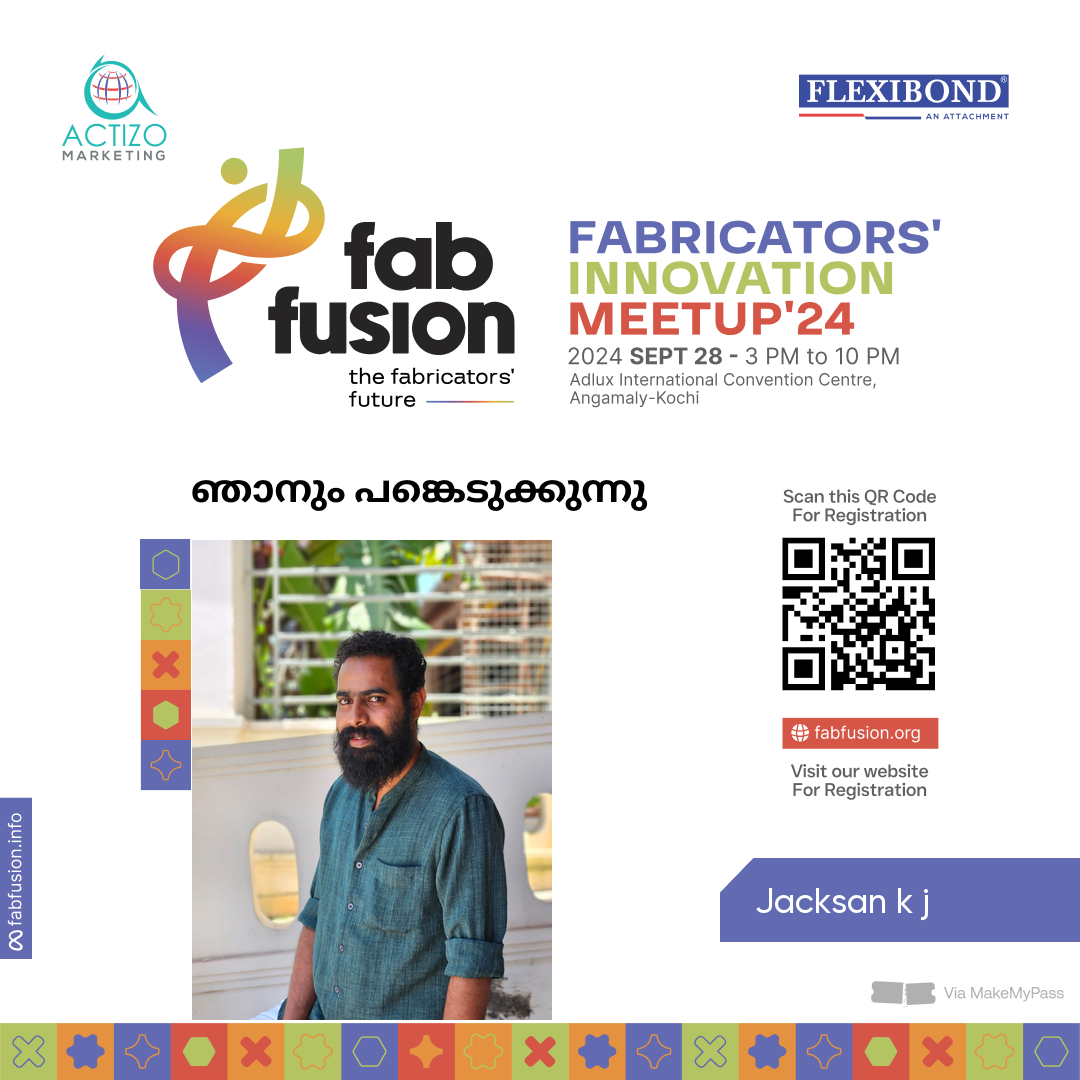 ACTIZO
MARKETING
FLEXIBOND®
AN ATTACHMENT
fab
fusion
the fabricators'
future
FABRICATORS'
INNOVATION
MEETUP'24
2024 SEPT 28 - 3 PM to 10 PM
Adlux International Convention Centre,
Angamaly-Kochi
ഞാനും പങ്കെടുക്കുന്നു
Scan this QR Code
For Registration
fabfusion.org
Visit our website
For Registration
fabfusion.info
Jacksan k j
Via MakeMyPass